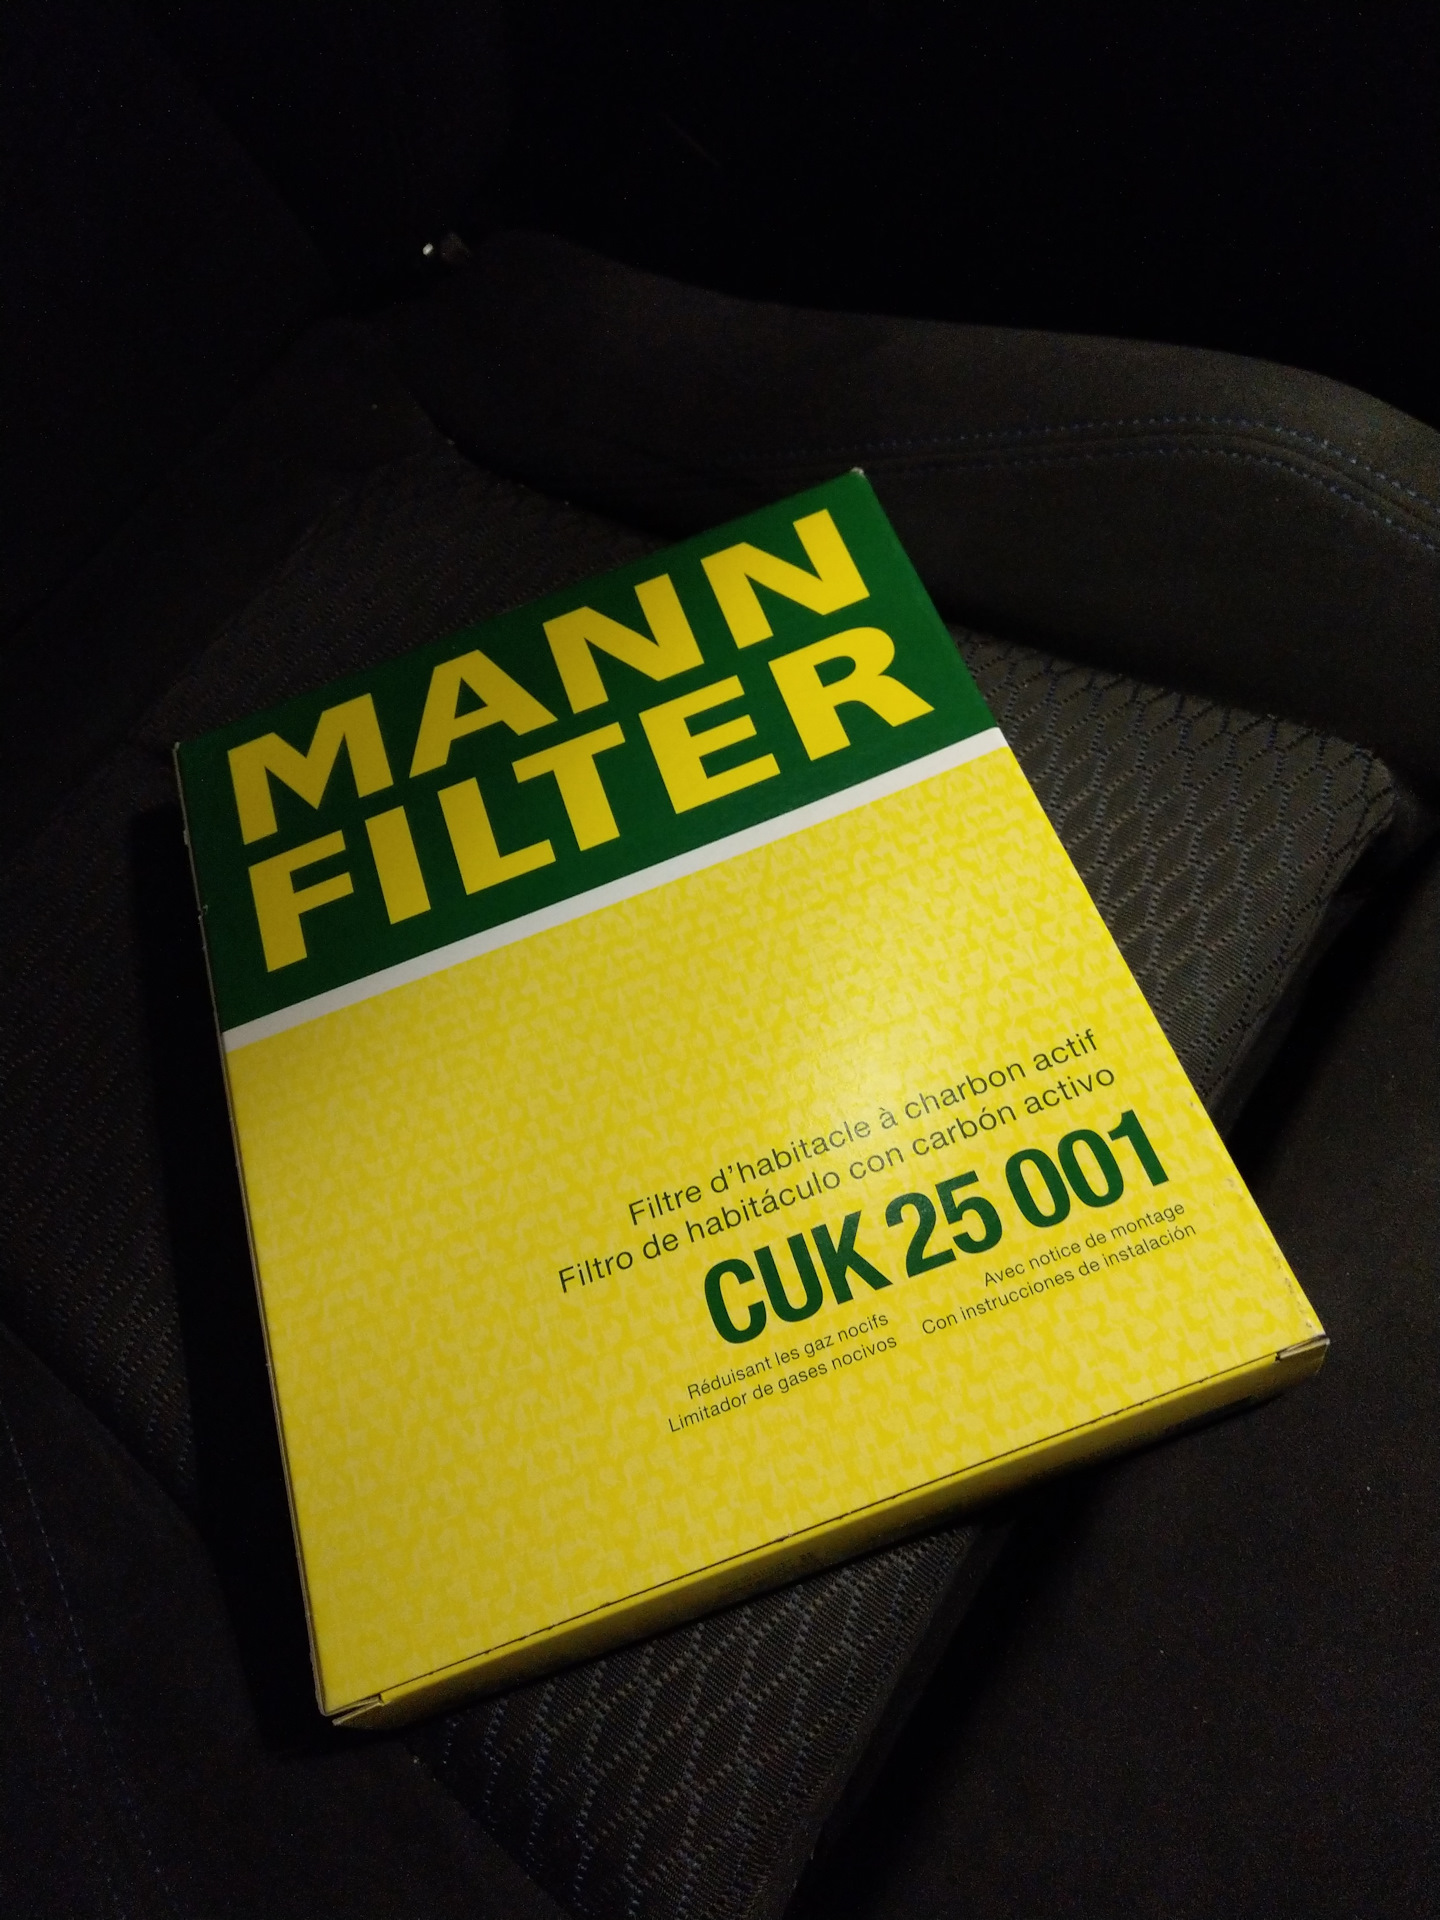 MANN
FILTER
Filtre d'habitacle à charbon actif
Filtro de habitáculo con carbón activo
CUK 25 001
Réduisant les gaz nocifs
Limitador de gases nocivos
Avec notice de montage
Con instrucciones de instalación